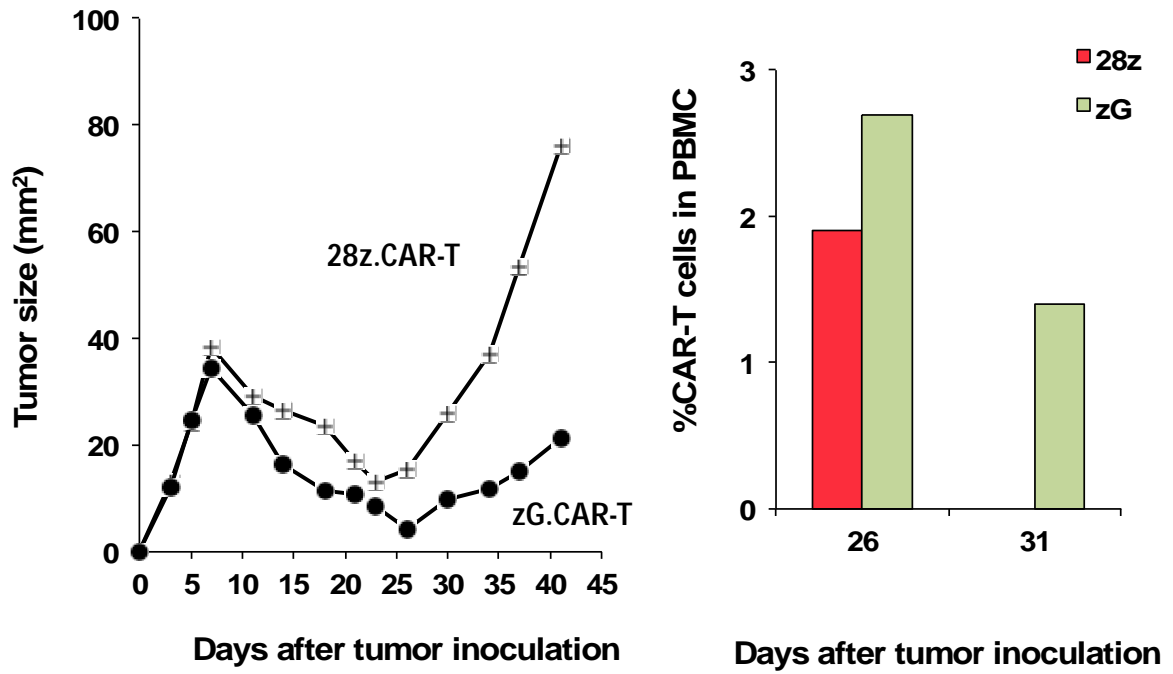 100
80
60
40
20
0
Tumor size (mm²)
28z.CAR-T
zG.CAR-T
0 5 10 15 20 25 30 35 40 45
Days after tumor inoculation
28z
zG
3
2
1
0
%CAR-T cells in PBMC
26 31
Days after tumor inoculation